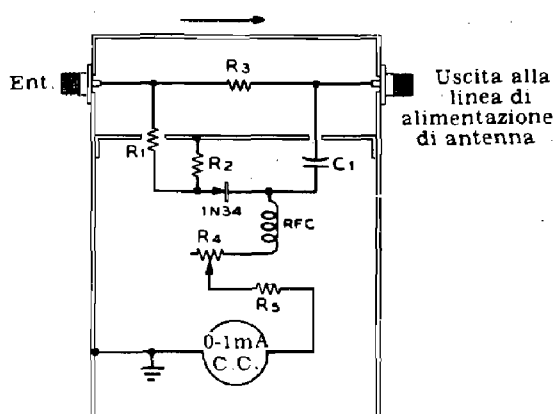 Ent.
R3
Uscita alla
linea di
alimentazione
di antenna
R1
R2
C1
1N34
RFC
R4
R5
0-1mA
C.C.